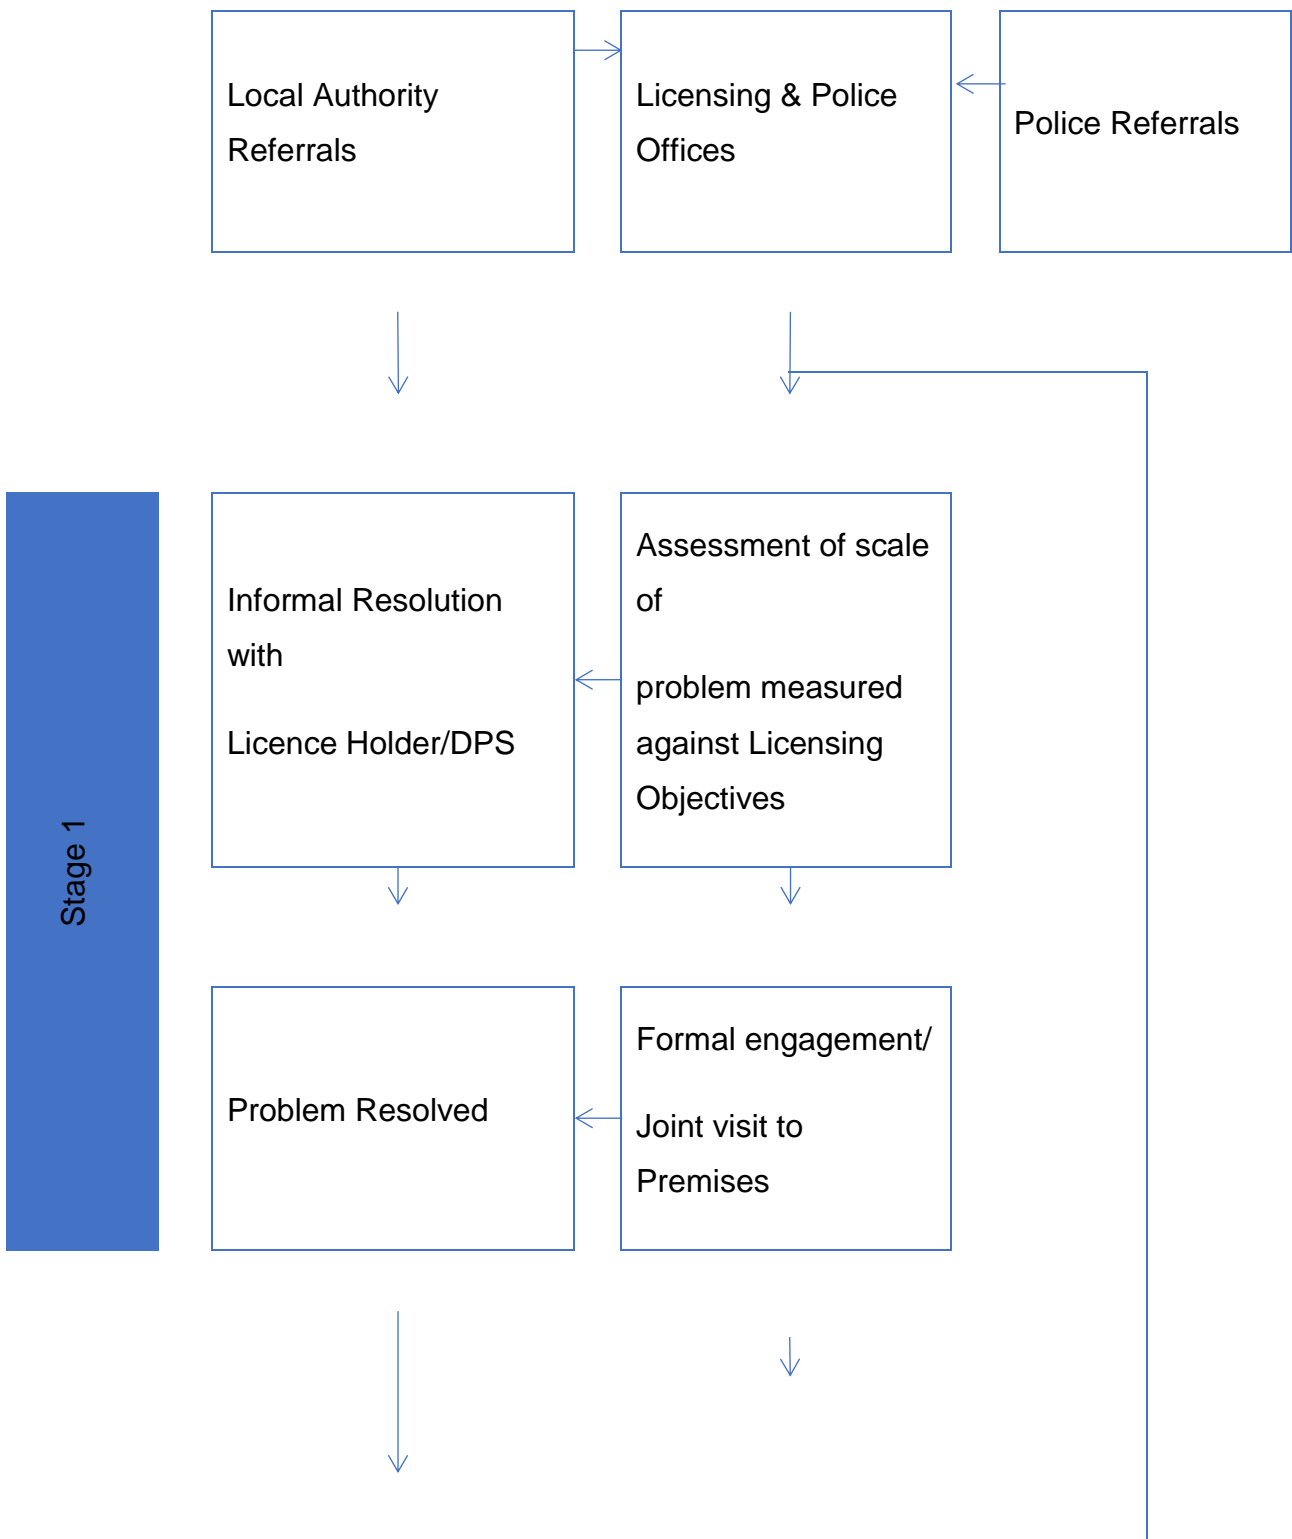 Local Authority
Referrals
Licensing & Police
Offices
Police Referrals
Stage 1
Informal Resolution
with
Licence Holder/DPS
Assessment of scale
of
problem measured
against Licensing
Objectives
Problem Resolved
Formal engagement/
Joint visit to
Premises